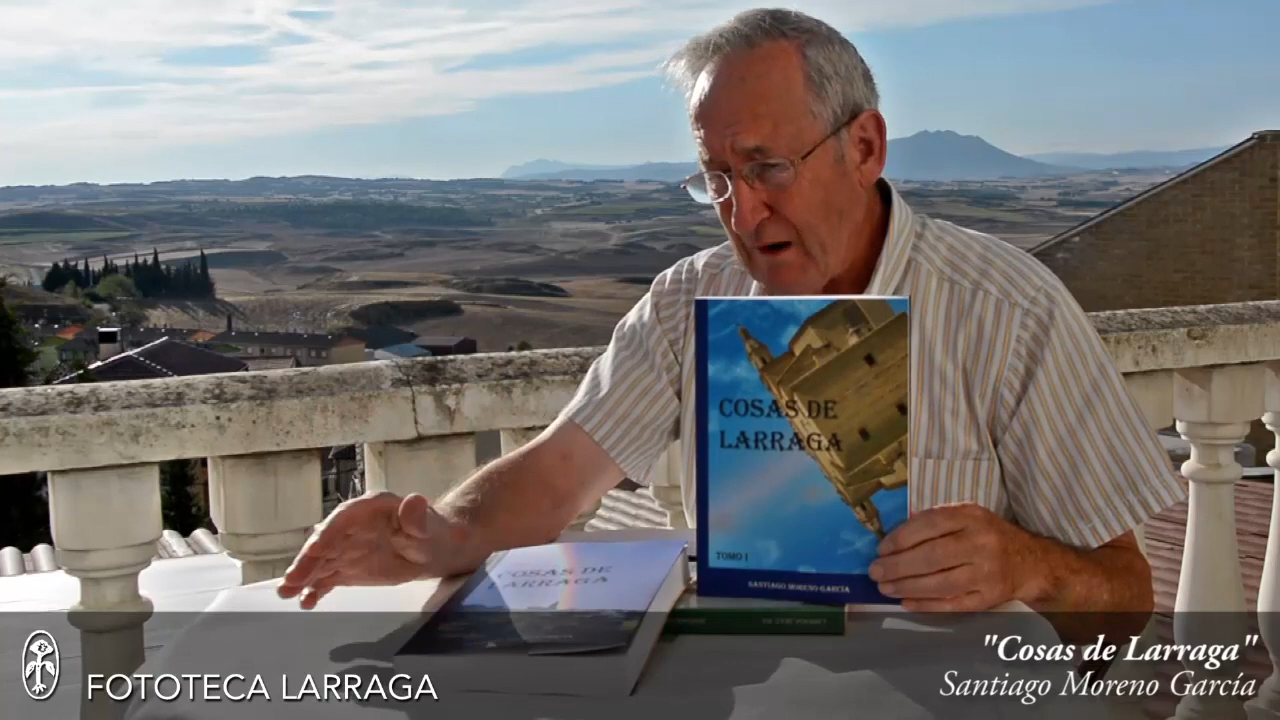 COSAS DE
LARRAGA
TOMO I
SANTIAGO MORENO GARCÍA
COSAS DE
LARRAGA
"Cosas de Larraga"
Santiago Moreno García
FOTOTECA LARRAGA